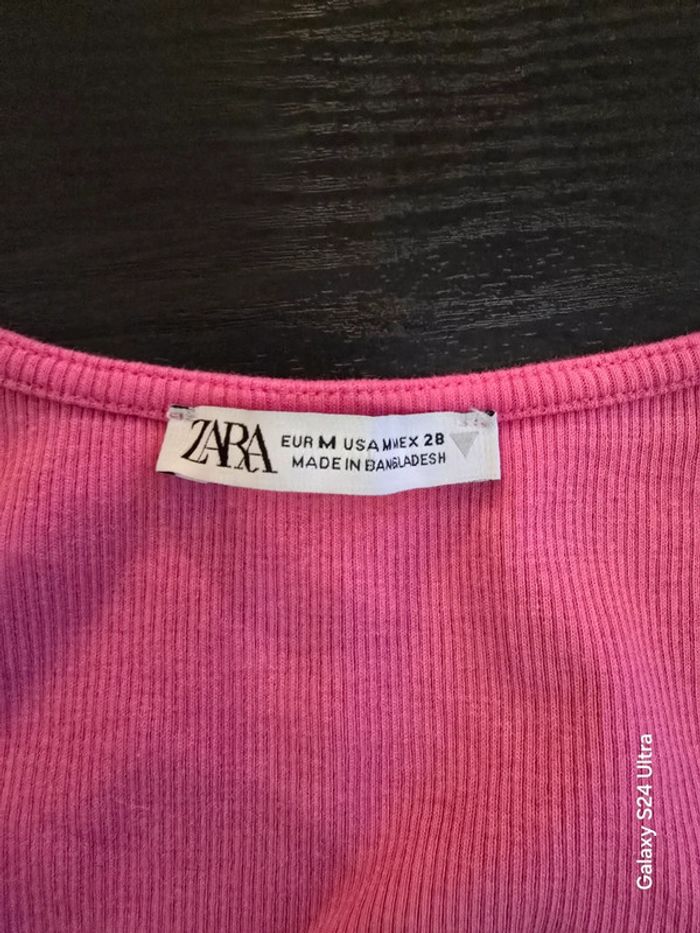 ZARA
EUR M USA M MEX 28
MADE IN BANGLADESH
Galaxy S24 Ultra